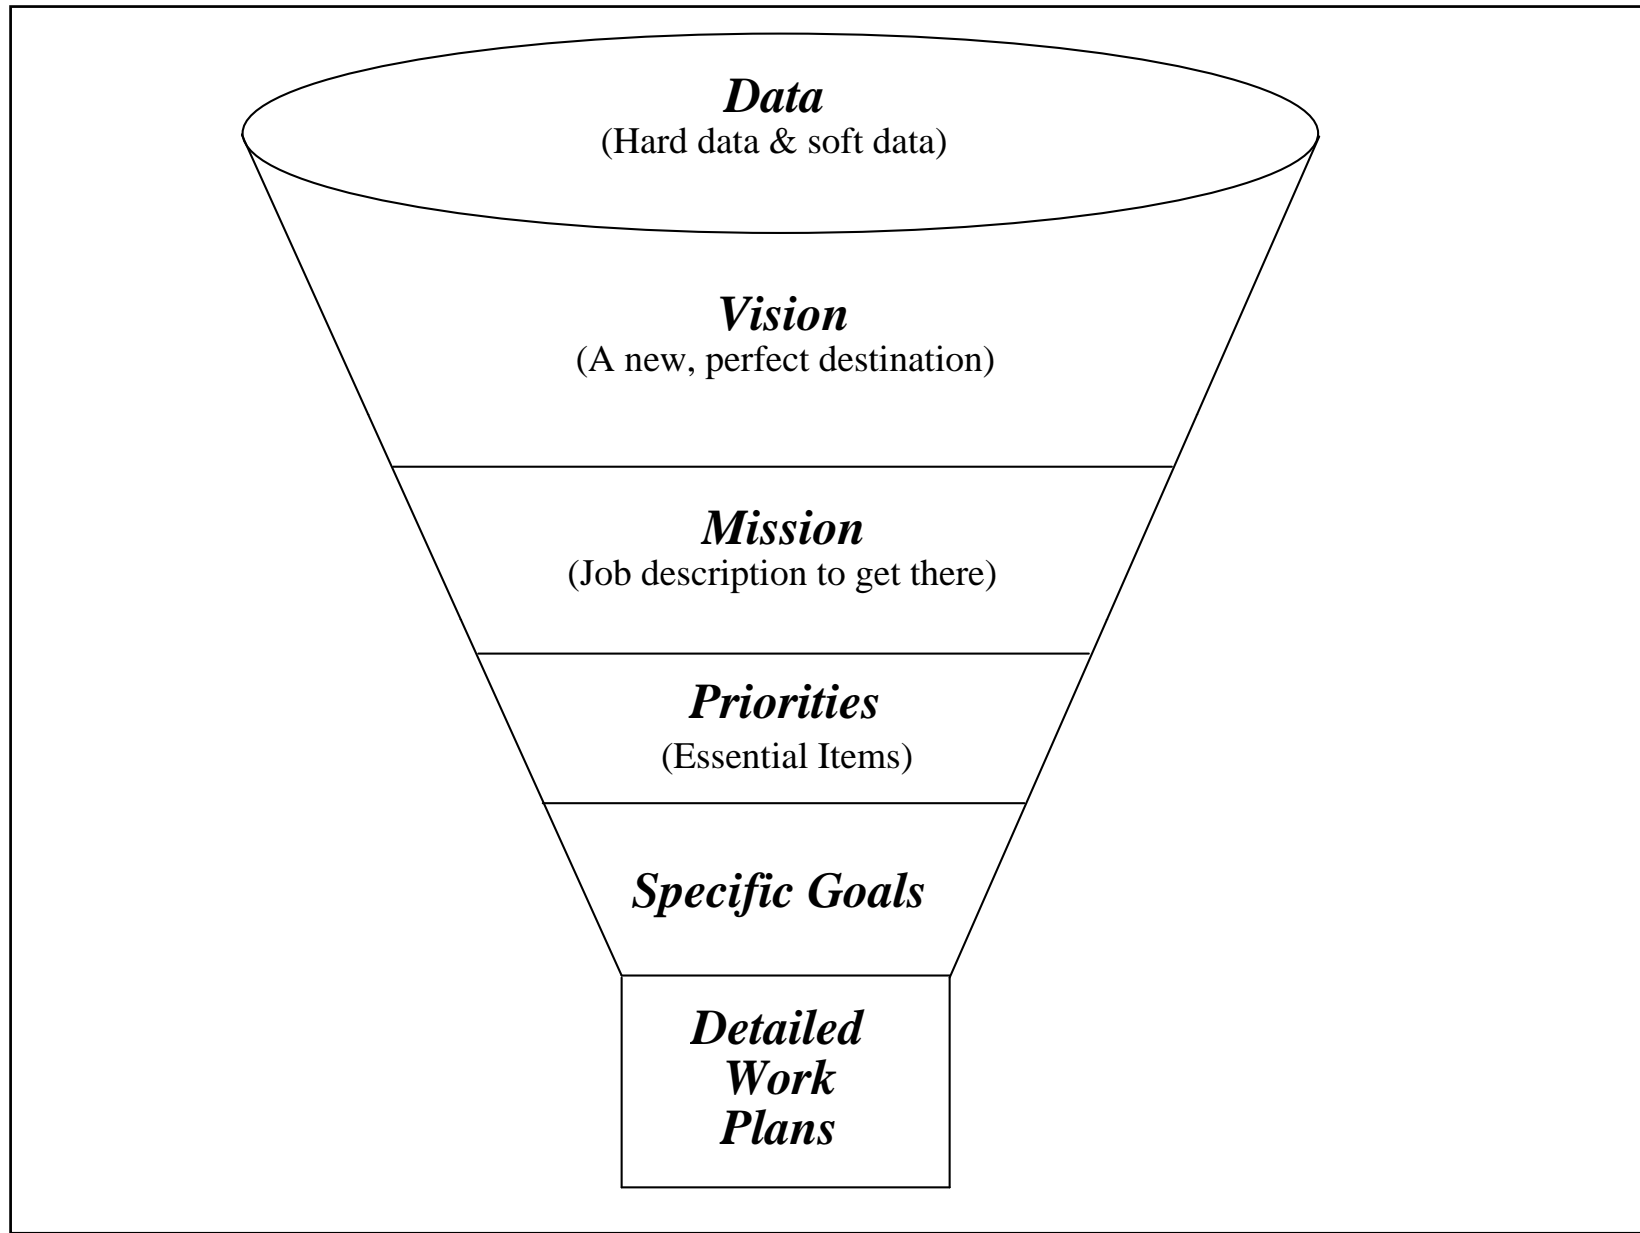 Data
(Hard data & soft data)
Vision
(A new, perfect destination)
Mission
(Job description to get there)
Priorities
(Essential Items)
Specific Goals
Detailed
Work
Plans